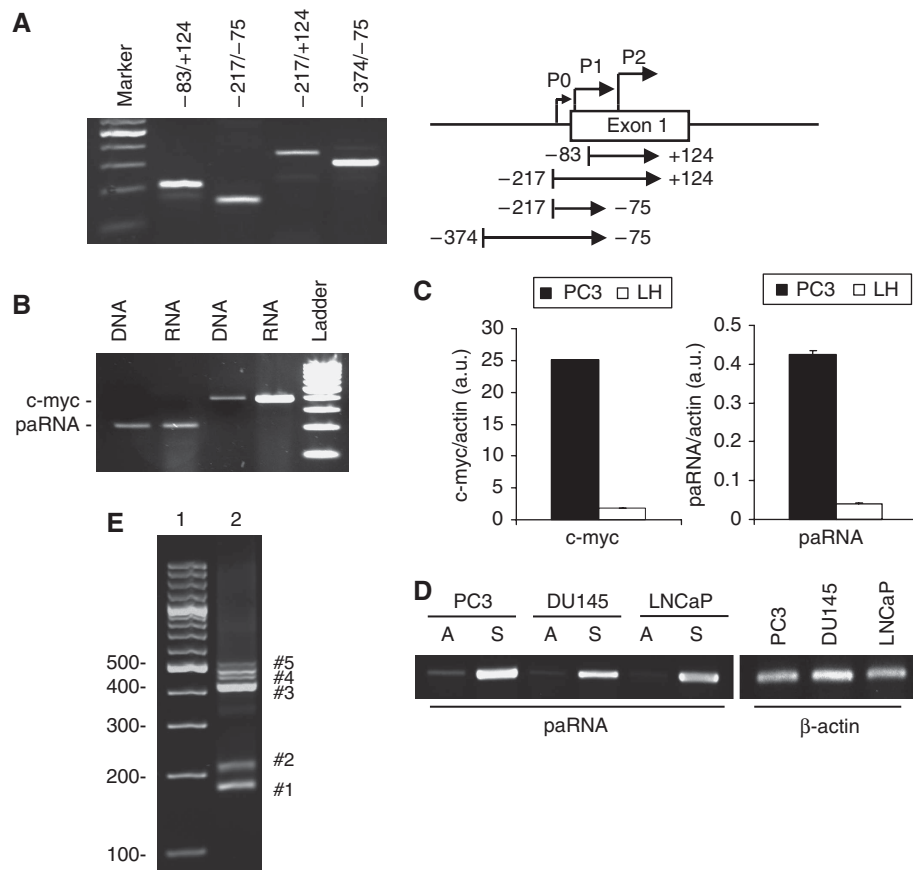 A
Marker
−83/+124
−217/−75
−217/+124
−374/−75
P0
P1
P2
Exon 1
−83
+124
−217
+124
−217
−75
−374
−75
B
DNA
RNA
DNA
RNA
Ladder
c-myc -
paRNA -
C
PC3
LH
c-myc/actin (a.u.)
30
25
20
15
10
5
0
c-myc
PC3
LH
paRNA/actin (a.u.)
0.5
0.4
0.3
0.2
0.1
0
paRNA
D
PC3
DU145
LNCaP
A
S
A
S
A
S
paRNA
PC3
DU145
LNCaP
β-actin
E
1
2
500-
400-
300-
200-
100-
#5
#4
#3
#2
#1